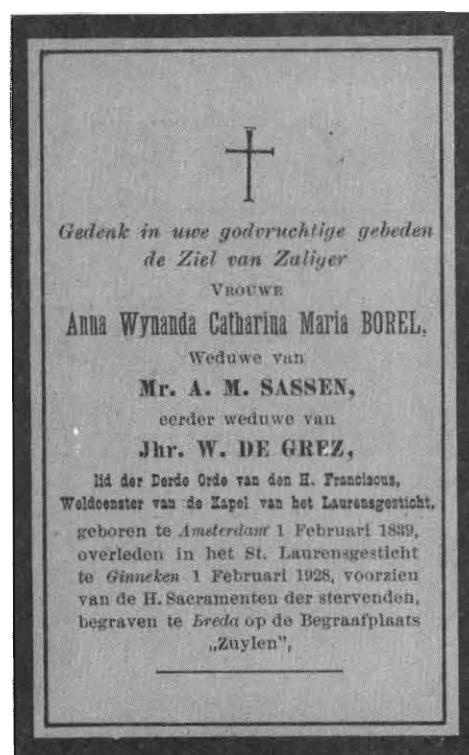 Gedenk in uwe godvruchtige gebeden
de Ziel van Zaliger
VROUWE
Anna Wynanda Catharina Maria BOREL,
Weduwe van
Mr. A. M. SASSEN,
eerder weduwe van
Jhr. W. DE GREZ,
lid der Derde Orde van den H. Franciscus,
Weldoenster van de Kapel van het Laurensgesticht,
geboren te Amsterdam 1 Februari 1839,
overleden in het St. Laurensgesticht
te Ginneken 1 Februari 1928, voorzien
van de H. Sacramenten der stervenden,
begraven te Breda op de Begraafplaats
„Zuylen”,